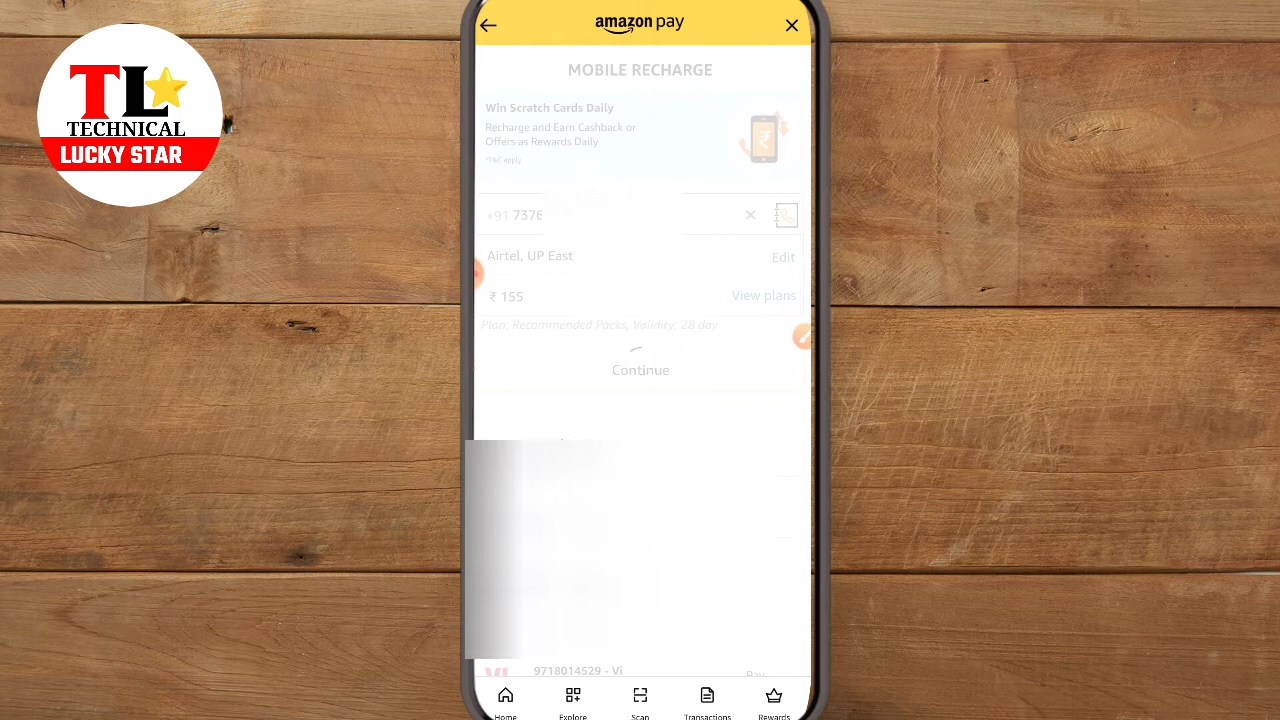 TL
TECHNICAL
LUCKY STAR
amazon pay
MOBILE RECHARGE
Win Scratch Cards Daily
Recharge and Earn Cashback or
Offers as Rewards Daily
*T&C apply
+91 7376
Airtel, UP East
Edit
₹ 155
View plans
Plan: Recommended Packs, Validity: 28 day
Continue
9718014529 - Vi
Pay
Home
Explore
Scan
Transactions
Rewards